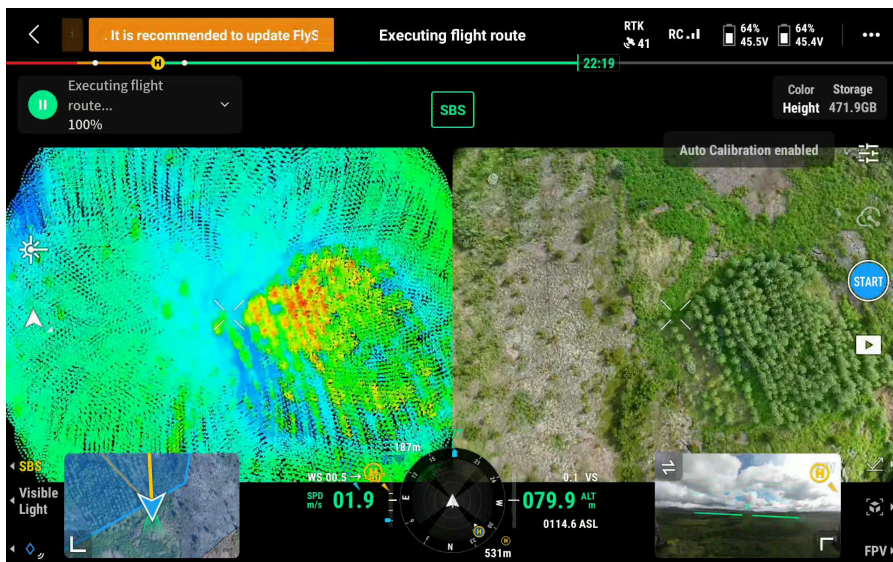 . It is recommended to update FlyS
Executing flight route
RTK
41
RC
64%
45.5V
64%
45.4V
H
22:19
Executing flight
route...
100%
SBS
Color Storage
Height 471.9GB
Auto Calibration enabled
START
187m
SBS
WS 00.5
H
0.1 VS
H
Visible
Light
SPD
m/s
01.9
E
W
N
H
079.9 ALT
m
0114.6 ASL
H
531m
FPV